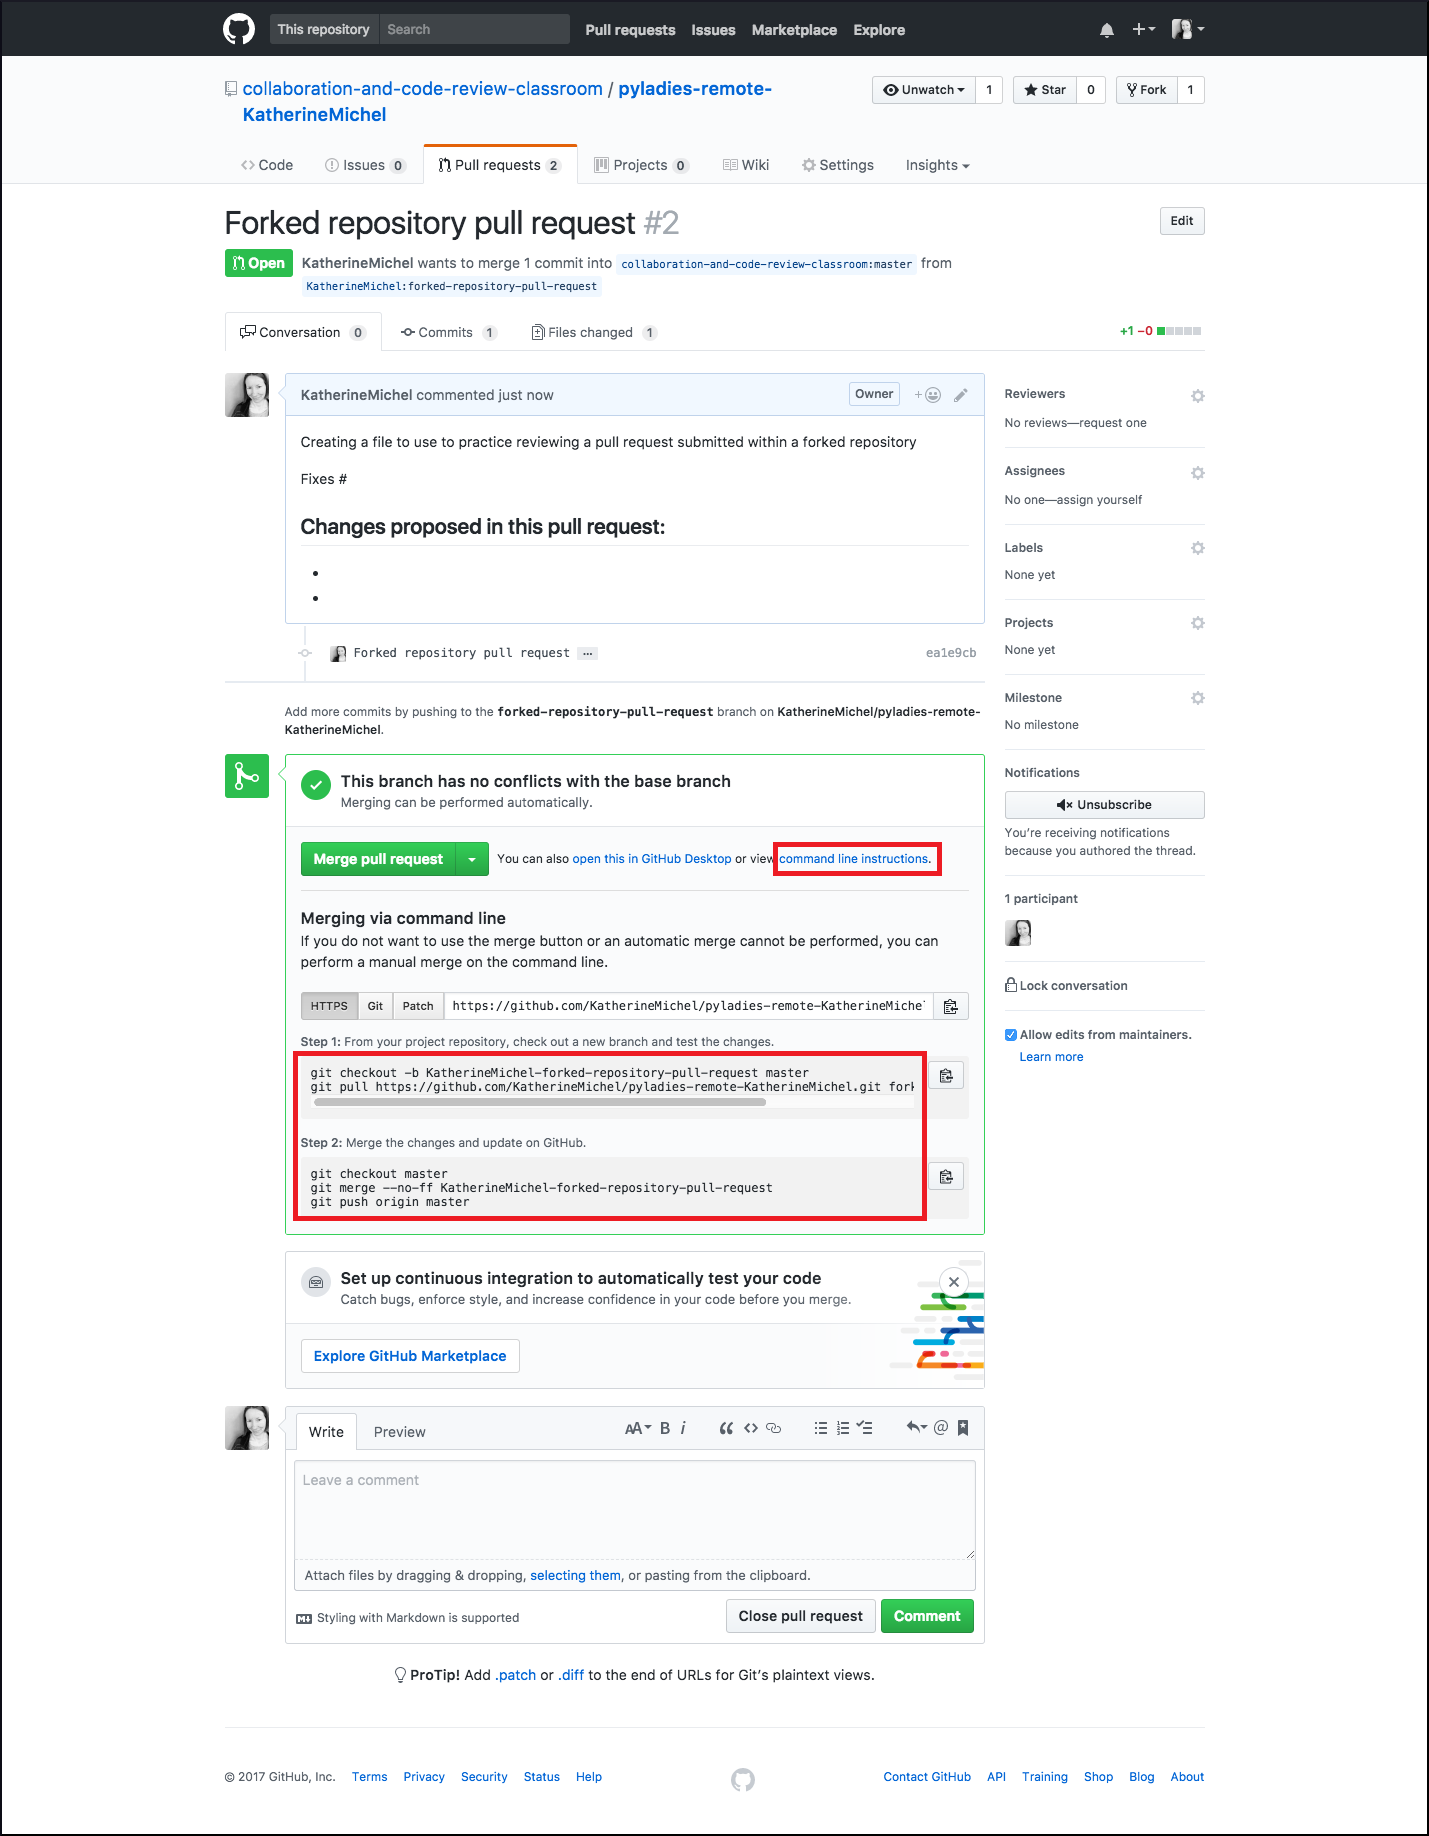 This repository Search Pull requests Issues Marketplace Explore
collaboration-and-code-review-classroom / pyladies-remote-
KatherineMichel
Unwatch 1 Star 0 Fork 1
Code Issues 0 Pull requests 2 Projects 0 Wiki Settings Insights
Forked repository pull request #2
Edit
Open KatherineMichel wants to merge 1 commit into collaboration-and-code-review-classroom:master from
KatherineMichel:forked-repository-pull-request
Conversation 0 Commits 1 Files changed 1 +1 −0
KatherineMichel commented just now Owner
Creating a file to use to practice reviewing a pull request submitted within a forked repository
Fixes #
Changes proposed in this pull request:
Forked repository pull request … ea1e9cb
Add more commits by pushing to the forked-repository-pull-request branch on KatherineMichel/pyladies-remote-
KatherineMichel.
This branch has no conflicts with the base branch
Merging can be performed automatically.
Merge pull request You can also open this in GitHub Desktop or view command line instructions.
Merging via command line
If you do not want to use the merge button or an automatic merge cannot be performed, you can
perform a manual merge on the command line.
HTTPS Git Patch https://github.com/KatherineMichel/pyladies-remote-KatherineMichel
Step 1: From your project repository, check out a new branch and test the changes.
git checkout -b KatherineMichel-forked-repository-pull-request master
git pull https://github.com/KatherineMichel/pyladies-remote-KatherineMichel.git fork
Step 2: Merge the changes and update on GitHub.
git checkout master
git merge --no-ff KatherineMichel-forked-repository-pull-request
git push origin master
Set up continuous integration to automatically test your code
Catch bugs, enforce style, and increase confidence in your code before you merge.
Explore GitHub Marketplace
Write Preview AA B i
Leave a comment
Attach files by dragging & dropping, selecting them, or pasting from the clipboard.
Styling with Markdown is supported
Close pull request Comment
ProTip! Add .patch or .diff to the end of URLs for Git's plaintext views.
Reviewers
No reviews—request one
Assignees
No one—assign yourself
Labels
None yet
Projects
None yet
Milestone
No milestone
Notifications
Unsubscribe
You're receiving notifications
because you authored the thread.
1 participant
Lock conversation
Allow edits from maintainers.
Learn more
© 2017 GitHub, Inc. Terms Privacy Security Status Help
Contact GitHub API Training Shop Blog About